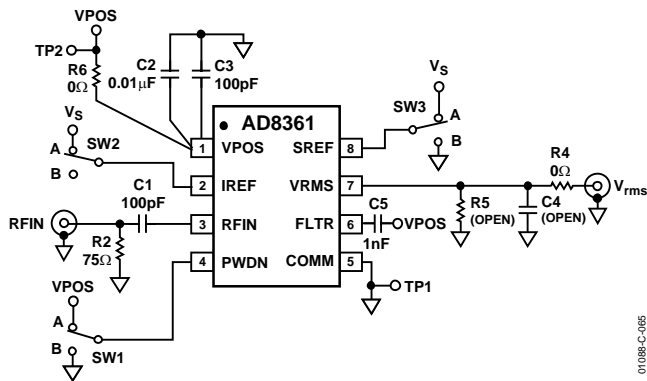 VPOS
TP2
R6
0Ω
C2
0.01μF
C3
100pF
VS
SW2
A
B
AD8361
1 VPOS
SREF 8
2 IREF
VRMS 7
3 RFIN
FLTR 6
4 PWDN
COMM 5
VS
SW3
A
B
R4
0Ω
Vrms
R5
(OPEN)
C4
(OPEN)
C5
1nF
VPOS
TP1
C1
100pF
RFIN
R2
75Ω
VPOS
A
B
SW1
01088-C-065